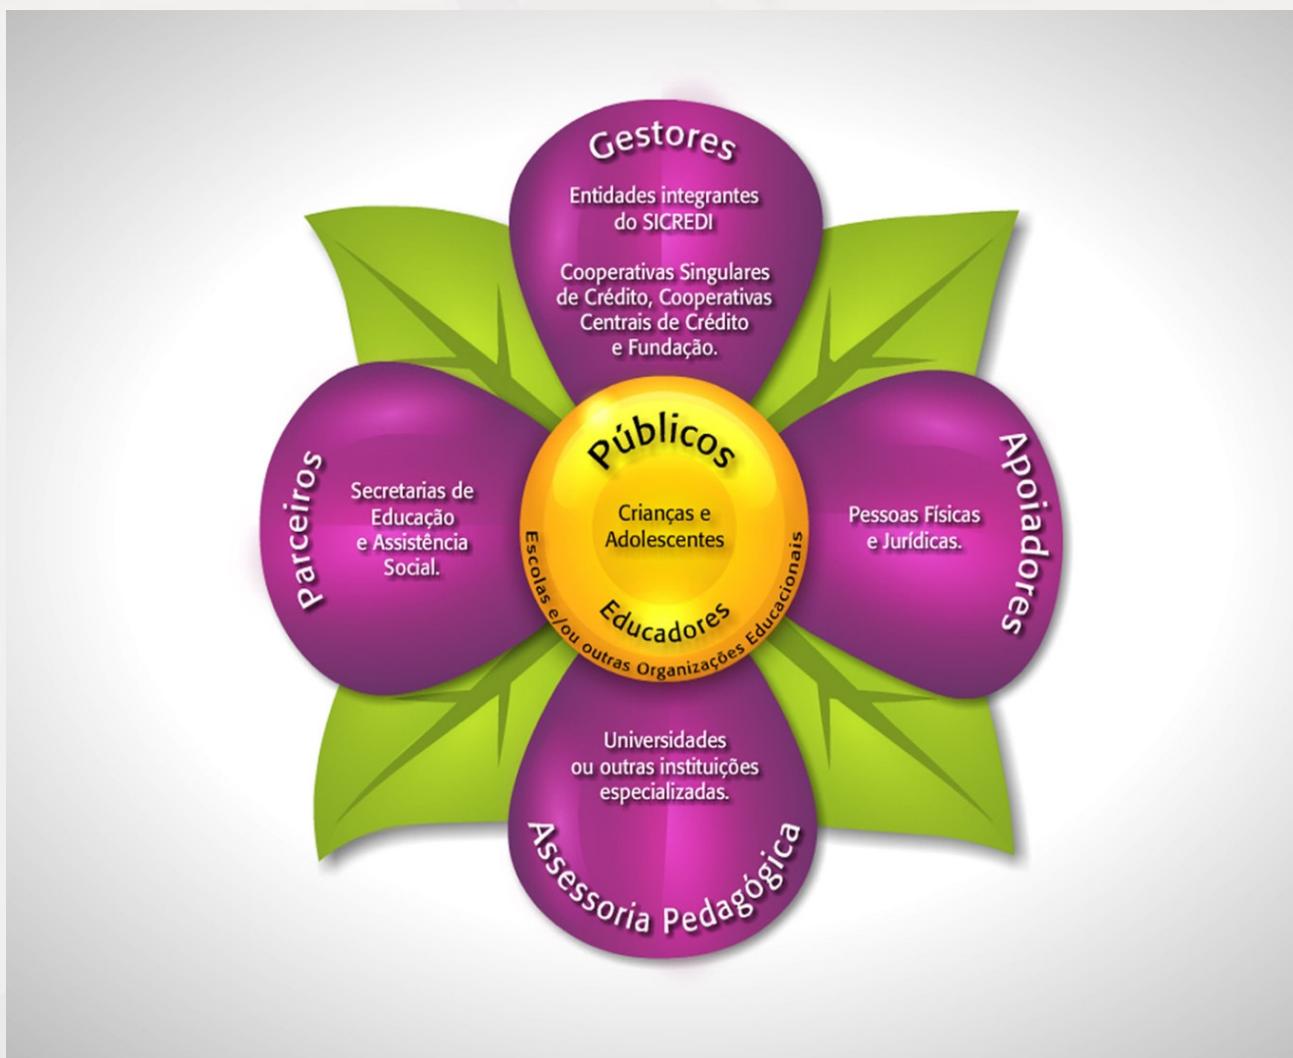 Gestores
Entidades integrantes
do SICREDI
Cooperativas Singulares
de Crédito, Cooperativas
Centrais de Crédito
e Fundação.
Parceiros
Secretarias de
Educação
e Assistência
Social.
Públicos
Crianças e
Adolescentes
Educadores
Escolas e/ou outras Organizações Educacionais
Pessoas Físicas
e Jurídicas.
Apoiadores
Universidades
ou outras instituições
especializadas.
Assessoria Pedagógica